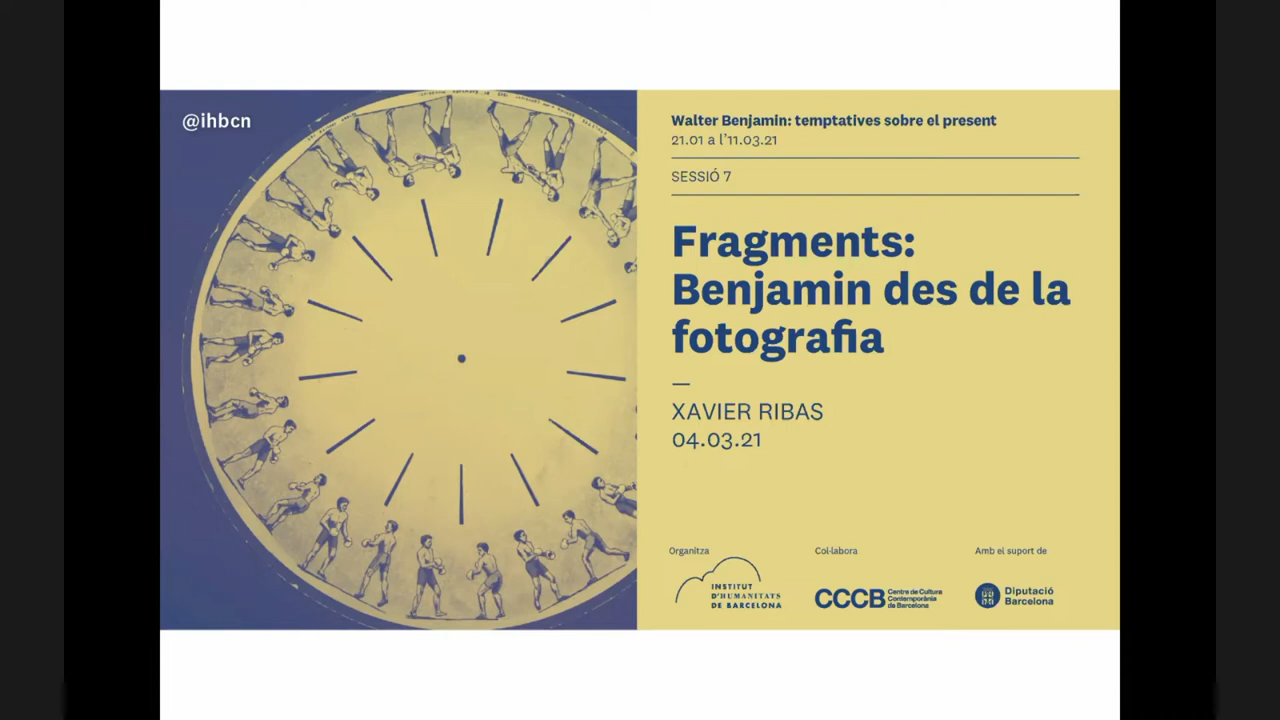 @ihbcn
Walter Benjamin: temptatives sobre el present
21.01 a l'11.03.21
SESSIÓ 7
Fragments:
Benjamin des de la
fotografia
—
XAVIER RIBAS
04.03.21
Organitza
INSTITUT
D'HUMANITATS
DE BARCELONA
Col·labora
CCCB
Centre de Cultura
Contemporània
de Barcelona
Amb el suport de
Diputació
Barcelona